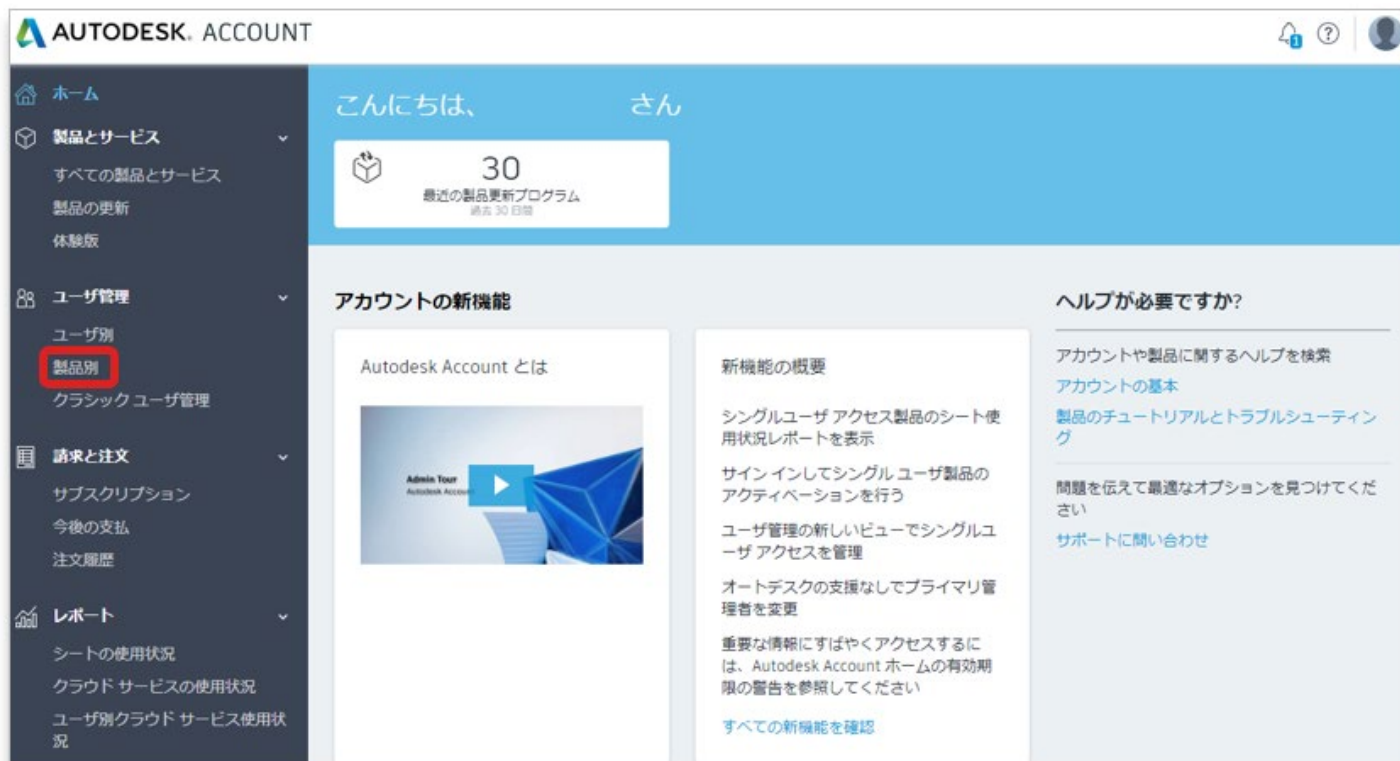 AUTODESK. ACCOUNT
1
ホーム
製品とサービス
すべての製品とサービス
製品の更新
体験版
ユーザ管理
ユーザ別
製品別
クラシック ユーザ管理
請求と注文
サブスクリプション
今後の支払
注文履歴
レポート
シートの使用状況
クラウド サービスの使用状況
ユーザ別クラウド サービス使用状
況
こんにちは、 さん
30
最近の製品更新プログラム
過去 30 日間
アカウントの新機能
Autodesk Account とは
Admin Tour
Autodesk Account
新機能の概要
シングルユーザ アクセス製品のシート使
用状況レポートを表示
サイン インしてシングル ユーザ製品の
アクティベーションを行う
ユーザ管理の新しいビューでシングルユ
ーザ アクセスを管理
オートデスクの支援なしでプライマリ管
理者を変更
重要な情報にすばやくアクセスするに
は、Autodesk Account ホームの有効期
限の警告を参照してください
すべての新機能を確認
ヘルプが必要ですか?
アカウントや製品に関するヘルプを検索
アカウントの基本
製品のチュートリアルとトラブルシューティン
グ
問題を伝えて最適なオプションを見つけてくだ
さい
サポートに問い合わせ